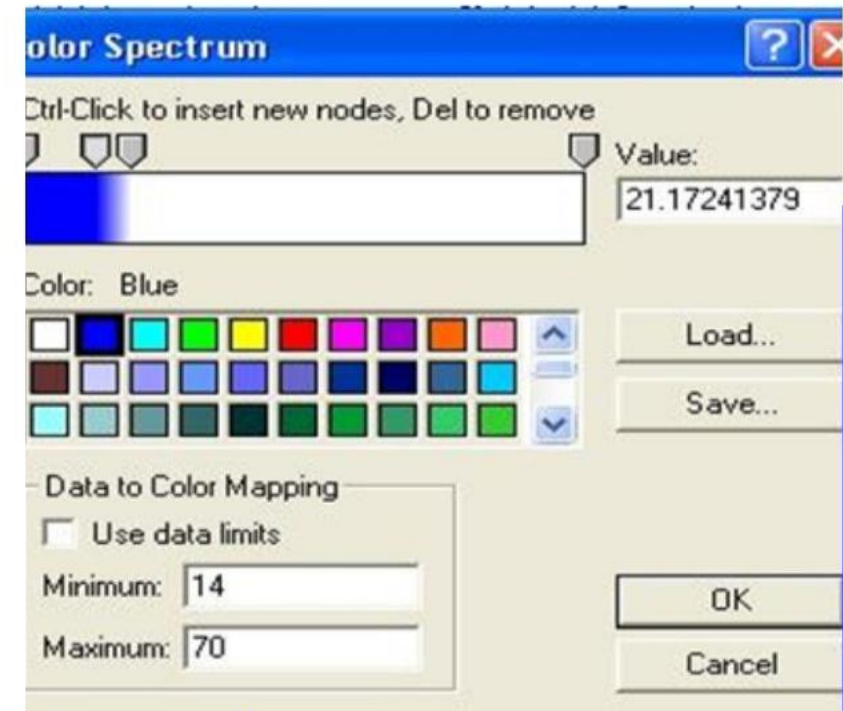 olor Spectrum
Ctrl-Click to insert new nodes, Del to remove
Value:
21.17241379
Color: Blue
Load...
Save...
Data to Color Mapping
Use data limits
Minimum: 14
Maximum: 70
OK
Cancel